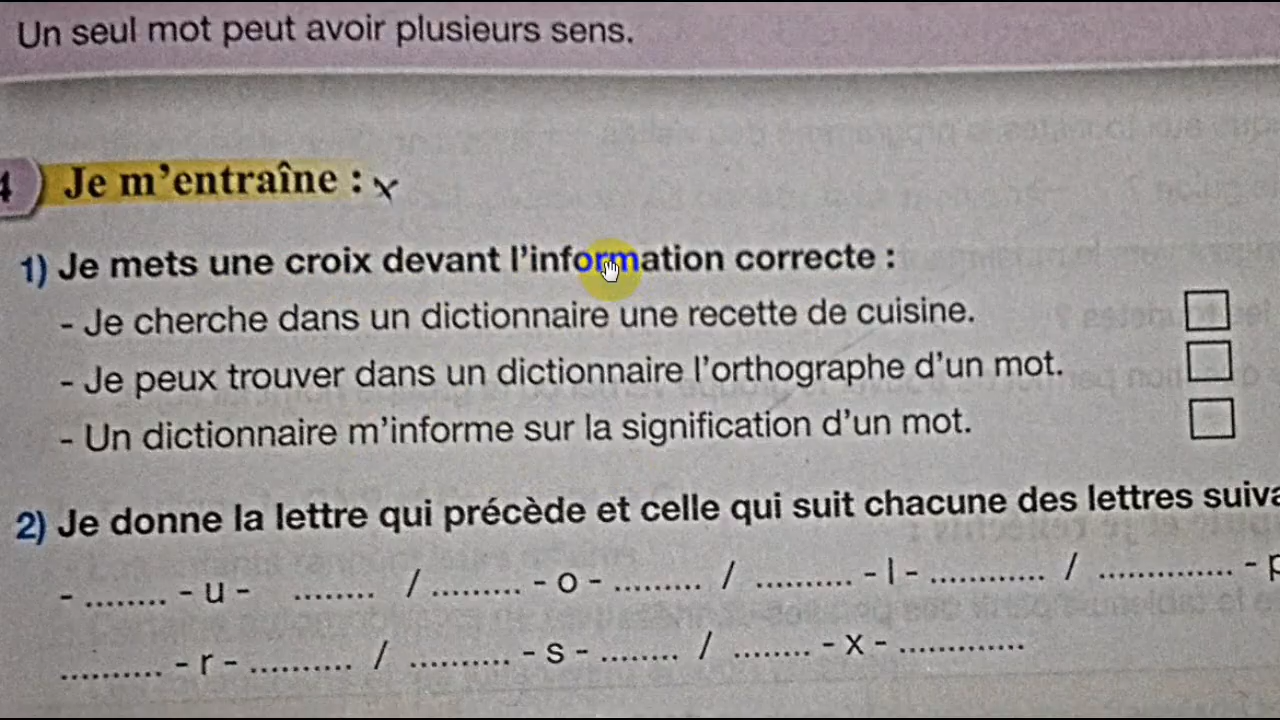 Un seul mot peut avoir plusieurs sens.
4 Je m'entraîne : x
1) Je mets une croix devant l'information correcte :
- Je cherche dans un dictionnaire une recette de cuisine.
- Je peux trouver dans un dictionnaire l'orthographe d'un mot.
- Un dictionnaire m'informe sur la signification d'un mot.
2) Je donne la lettre qui précède et celle qui suit chacune des lettres
- ........ - u - ........ / ......... - o - ......... / .......... - l - ............ / .............. - p
.......... - r - .......... / .......... - s - ........ / ........ - x - .............